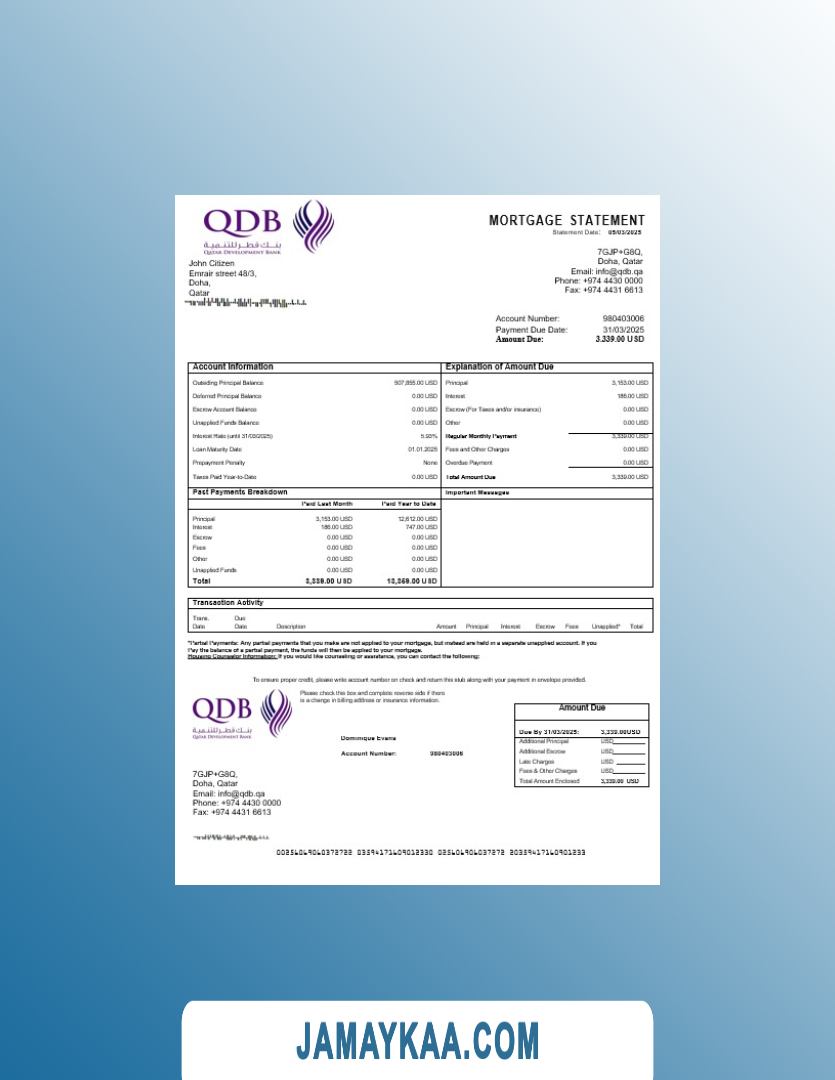 QDB
بنك قطر للتنمية
QATAR DEVELOPMENT BANK
MORTGAGE STATEMENT
Statement Date: 05/03/2025
John Citizen
Emrair street 48/3,
Doha,
Qatar
7GJP+G8Q,
Doha, Qatar
Email: info@qdb.qa
Phone: +974 4430 0000
Fax: +974 4431 6613
Account Number: 980403006
Payment Due Date: 31/03/2025
Amount Due: 3,339.00 USD
Account Information
Outsiding Principal Balance 507,855.00 USD
Deferred Principal Balance 0.00 USD
Escrow Account Balance 0.00 USD
Unapplied Funds Balance 0.00 USD
Interest Rate (until 31/03/2025) 5.93%
Loan Maturity Date 01.01.2025
Prepayment Penalty None
Taxes Paid Year-to-Date 0.00 USD
Explanation of Amount Due
Principal 3,153.00 USD
Interest 186.00 USD
Escrow (For Taxes and/or insurance) 0.00 USD
Other 0.00 USD
Regular Monthly Payment 3,339.00 USD
Fees and Other Charges 0.00 USD
Overdue Payment 0.00 USD
Total Amount Due 3,339.00 USD
Past Payments Breakdown
Paid Last Month Paid Year to Date
Principal 3,153.00 USD 12,612.00 USD
Interest 186.00 USD 747.00 USD
Escrow 0.00 USD 0.00 USD
Fees 0.00 USD 0.00 USD
Other 0.00 USD 0.00 USD
Unapplied Funds 0.00 USD 0.00 USD
Total 3,339.00 USD 13,359.00 USD
Important Messages
Transaction Activity
Trans. Due
Date Date Description Amount Principal Interest Escrow Fees Unapplied* Total
*Partial Payments: Any partial payments that you make are not applied to your mortgage, but instead are held in a separate unapplied account. If you
Pay the balance of a partial payment, the funds will then be applied to your mortgage.
Housing Counselor Information: If you would like counseling or assistance, you can contact the following:
To ensure proper credit, please write account number on check and return this stub along with your payment in envelope provided.
QDB
بنك قطر للتنمية
QATAR DEVELOPMENT BANK
Please check this box and complete reverse side if there
is a change in billing address or insurance information.
Dominique Evans
Account Number: 980403006
Amount Due
Due By 31/03/2025: 3,339.00USD
Additional Principal USD
Additional Escrow USD
Late Charges USD
Fees & Other Charges USD
Total Amount Enclosed 3,339.00 USD
7GJP+G8Q,
Doha, Qatar
Email: info@qdb.qa
Phone: +974 4430 0000
Fax: +974 4431 6613
JAMAYKAA.COM